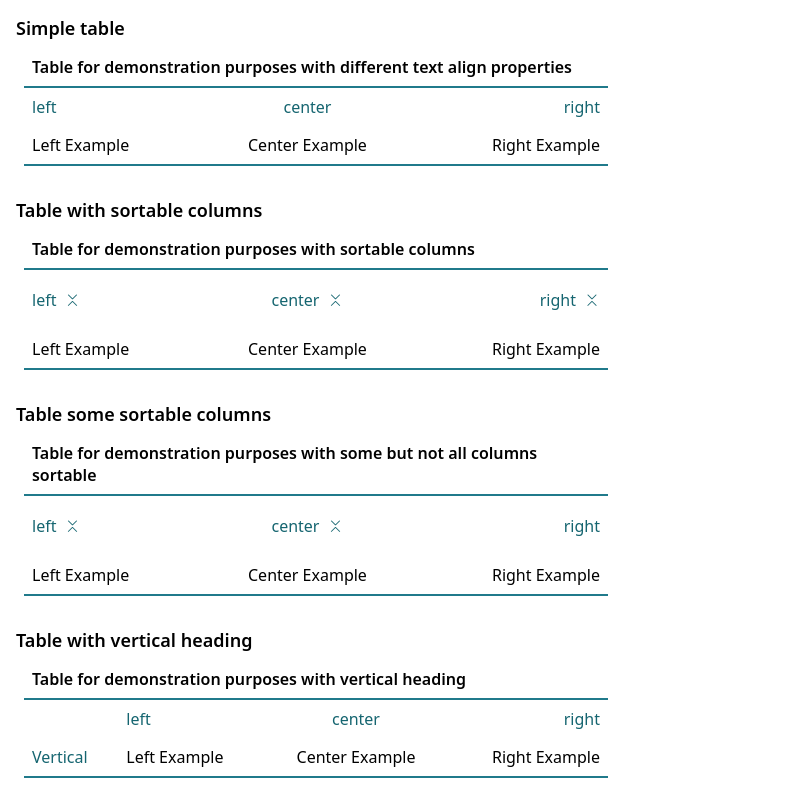 Simple table
Table for demonstration purposes with different text align properties
left center right
Left Example Center Example Right Example
Table with sortable columns
Table for demonstration purposes with sortable columns
left center right
Left Example Center Example Right Example
Table some sortable columns
Table for demonstration purposes with some but not all columns
sortable
left center right
Left Example Center Example Right Example
Table with vertical heading
Table for demonstration purposes with vertical heading
left center right
Vertical Left Example Center Example Right Example